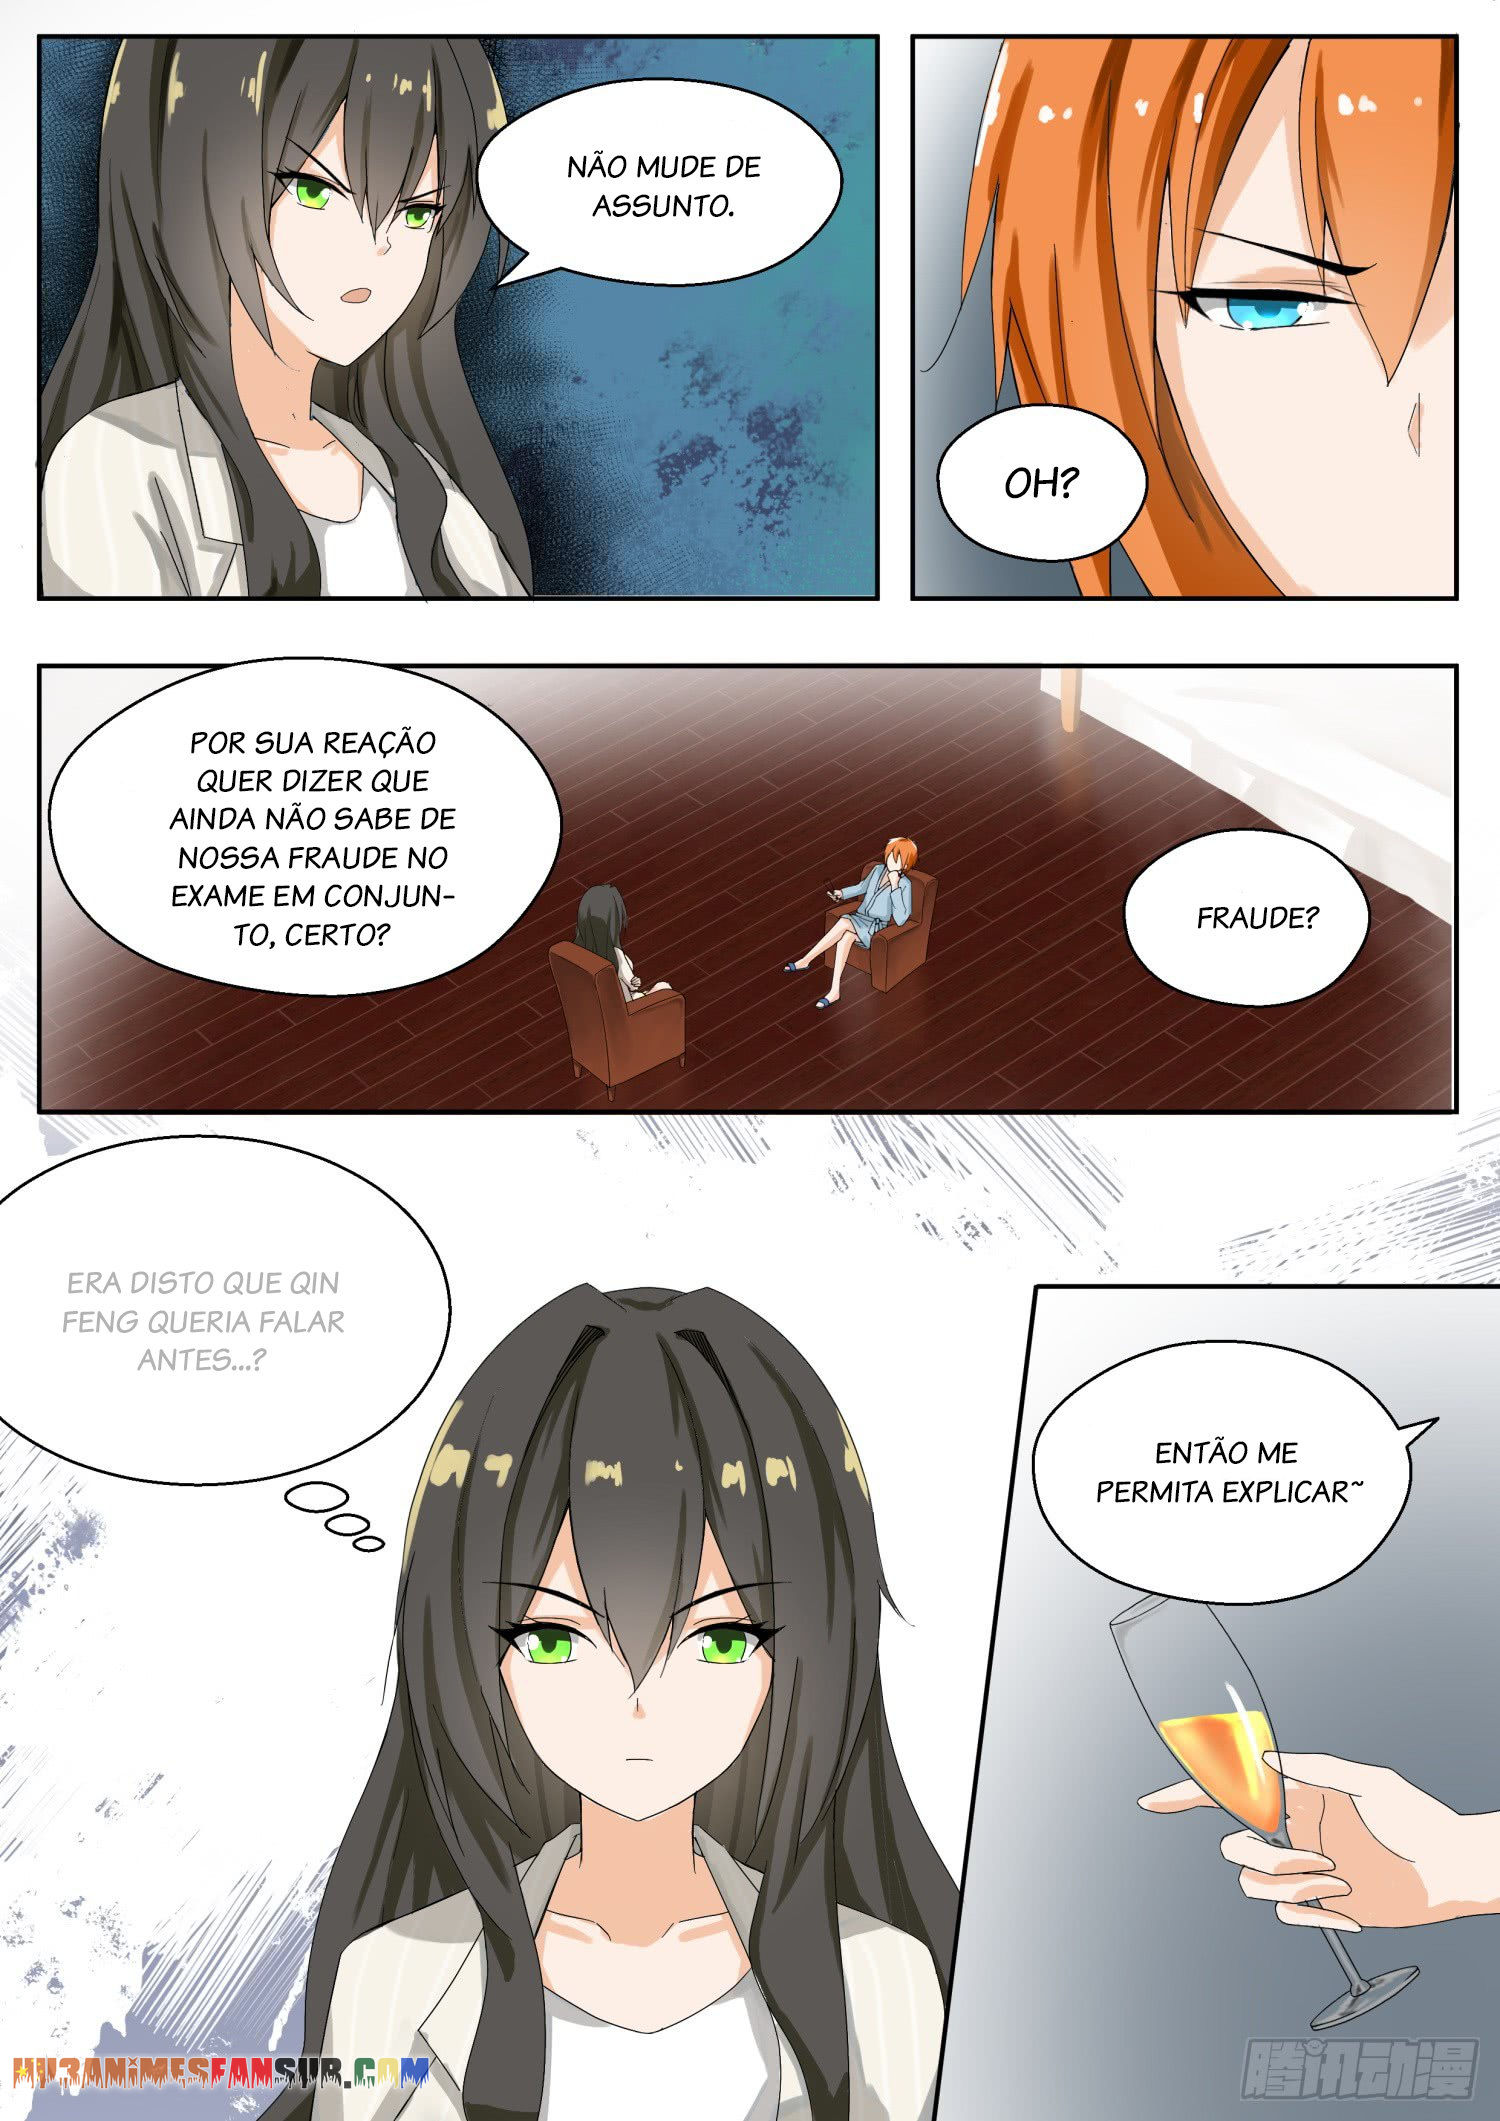 NÃO MUDE DE
ASSUNTO.
OH?
POR SUA REAÇÃO
QUER DIZER QUE
AINDA NÃO SABE DE
NOSSA FRAUDE NO
EXAME EM CONJUN-
TO, CERTO?
FRAUDE?
ERA DISTO QUE QIN
FENG QUERIA FALAR
ANTES...?
ENTÃO ME
PERMITA EXPLICAR~
HU3ANIMESFANSUB.COM
腾讯动漫